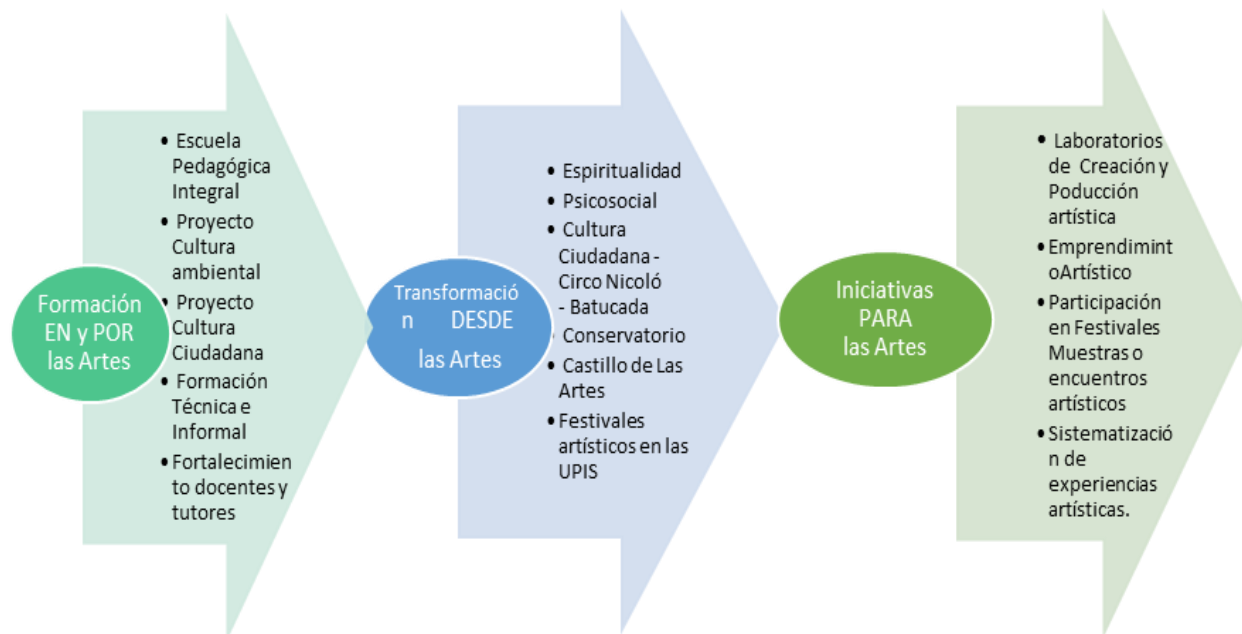 Formación
EN y POR
las Artes
• Escuela
Pedagógica
Integral
• Proyecto
Cultura
ambiental
• Proyecto
Cultura
Ciudadana
• Formación
Técnica e
Informal
• Fortalecimien
to docentes y
tutores
Transformació
n DESDE
las Artes
• Espiritualidad
• Psicosocial
• Cultura
Ciudadana -
Circo Nicoló
- Batucada
• Conservatorio
• Castillo de Las
Artes
• Festivales
artísticos en las
UPIS
Iniciativas
PARA
las Artes
• Laboratorios
de Creación y
Poducción
artística
• Emprendimint
oArtístico
• Participación
en Festivales
Muestras o
encuentros
artísticos
• Sistematizació
n de
experiencias
artísticas.